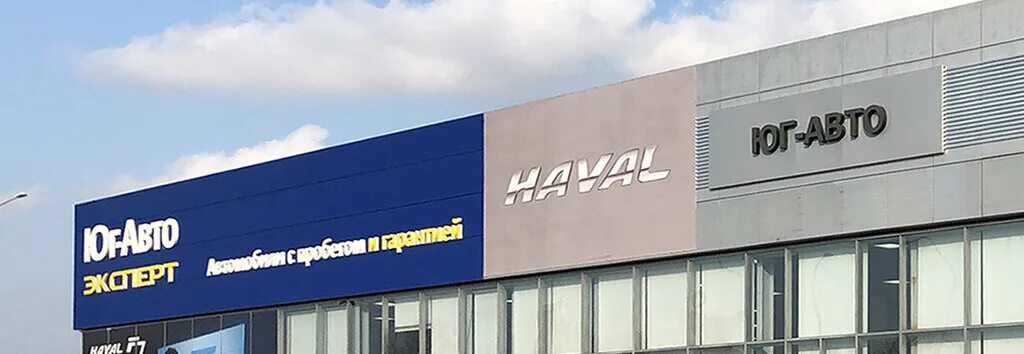 Юг-Авто
ЭКСПЕРТ
Автомобили с пробегом и гарантией
HAVAL
ЮГ-АВТО
HAVAL F7